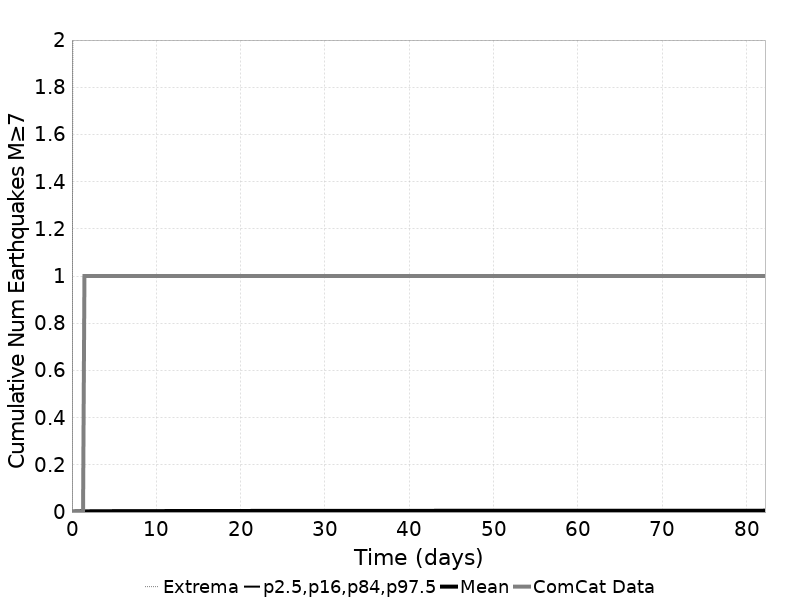 2
1.8
1.6
1.4
1.2
1
0.8
0.6
0.4
0.2
0
Cumulative Num Earthquakes M≥7
0 10 20 30 40 50 60 70 80
Time (days)
Extrema p2.5,p16,p84,p97.5 Mean ComCat Data